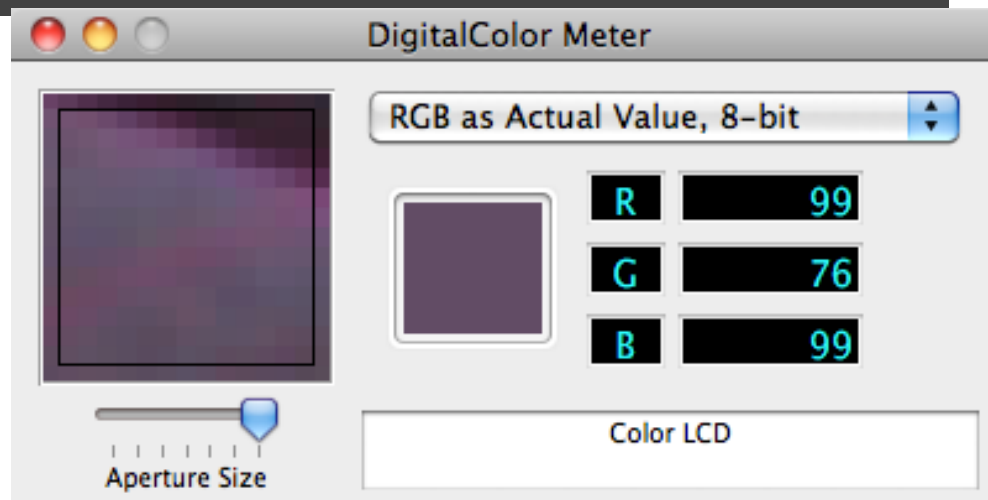 DigitalColor Meter
RGB as Actual Value, 8-bit
R 99
G 76
B 99
Color LCD
Aperture Size